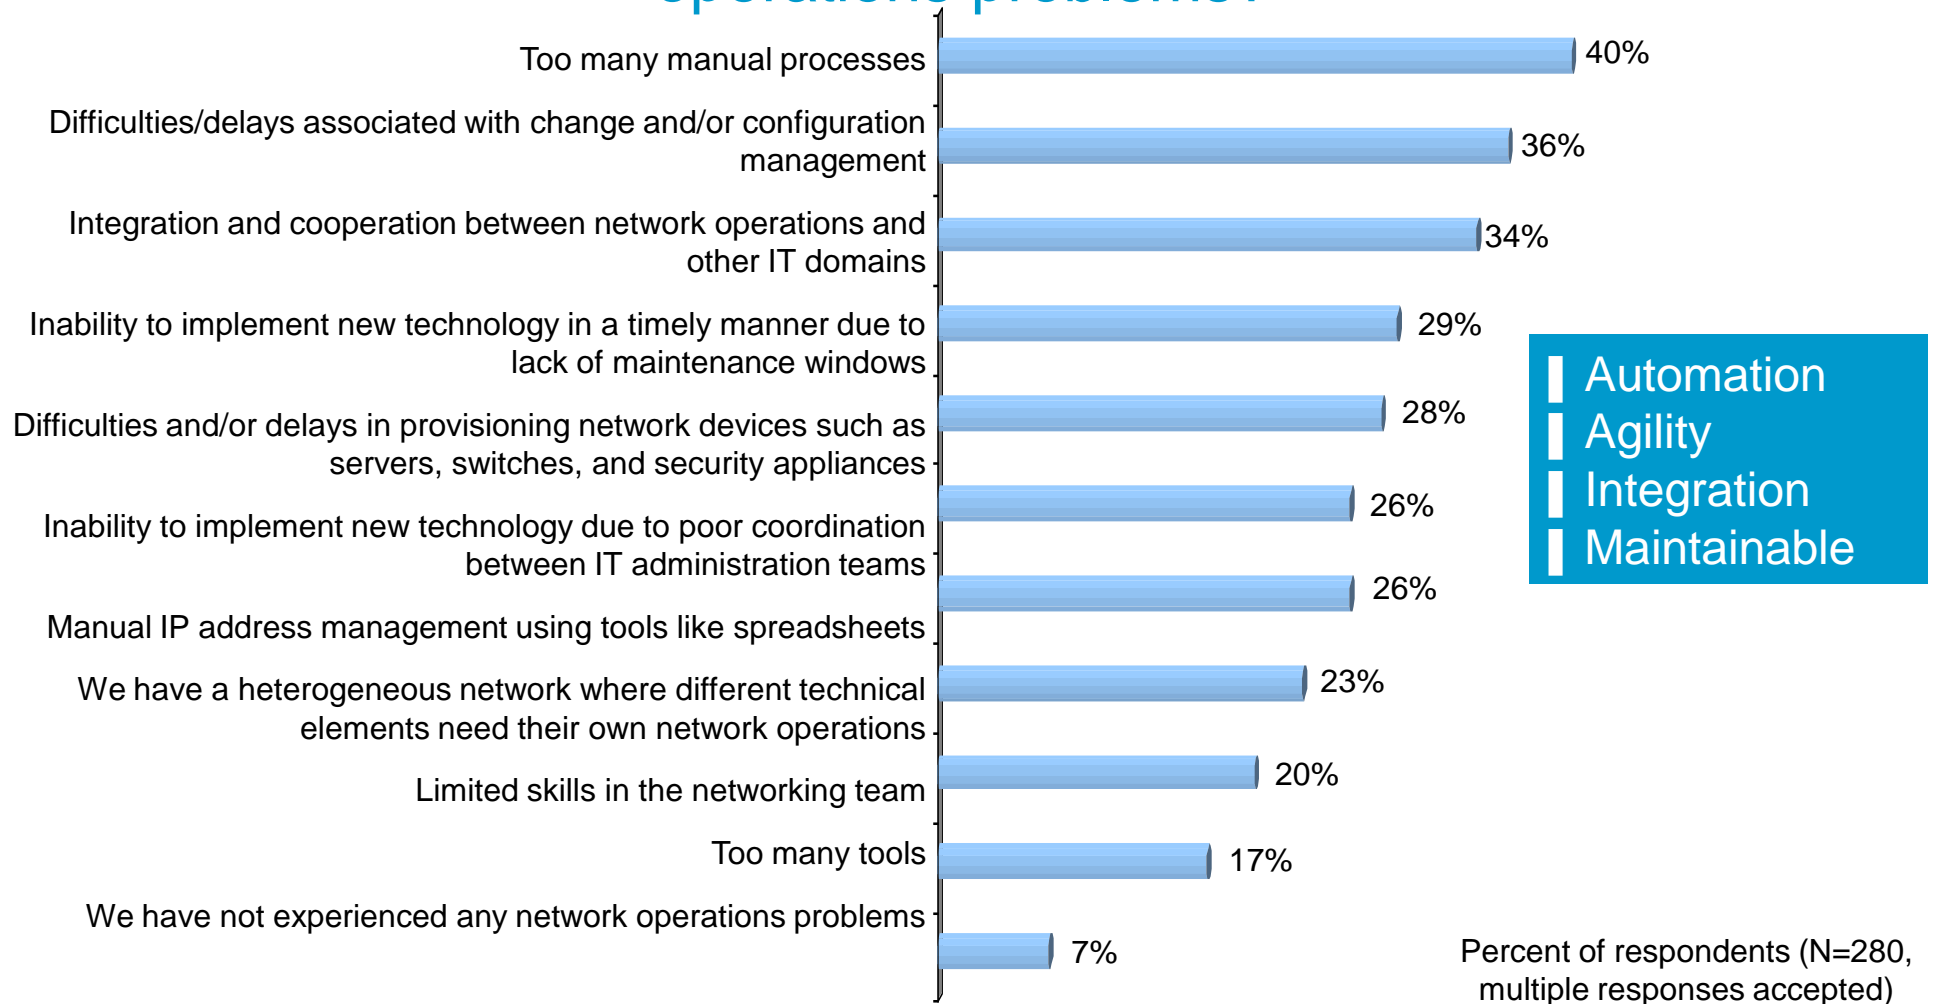 operations problems?
Too many manual processes
40%
Difficulties/delays associated with change and/or configuration
management
36%
Integration and cooperation between network operations and
other IT domains
34%
Inability to implement new technology in a timely manner due to
lack of maintenance windows
29%
Difficulties and/or delays in provisioning network devices such as
servers, switches, and security appliances
28%
Inability to implement new technology due to poor coordination
between IT administration teams
26%
Manual IP address management using tools like spreadsheets
26%
We have a heterogeneous network where different technical
elements need their own network operations
23%
Limited skills in the networking team
20%
Too many tools
17%
We have not experienced any network operations problems
7%
Automation
Agility
Integration
Maintainable
Percent of respondents (N=280,
multiple responses accepted)